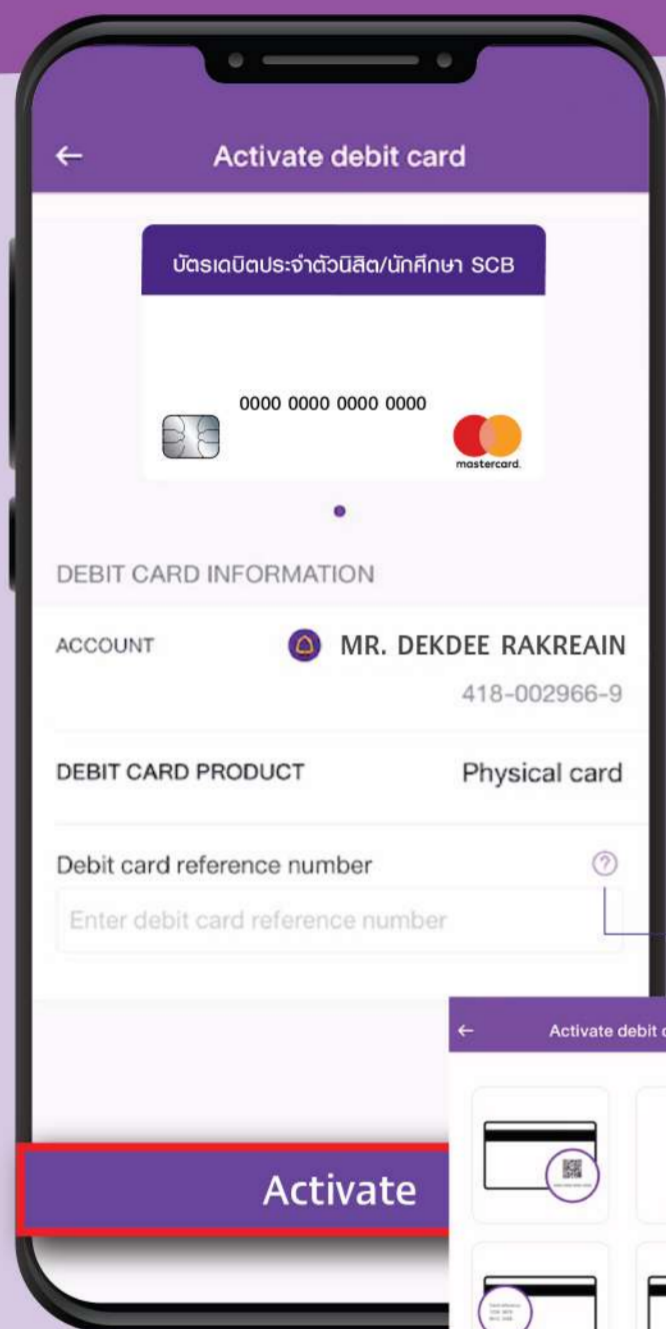 Activate debit card
บัตรเดบิตประจำตัวนิสิต/นักศึกษา SCB
0000 0000 0000 0000
mastercard.
DEBIT CARD INFORMATION
ACCOUNT MR. DEKDEE RAKREAIN
418-002966-9
DEBIT CARD PRODUCT Physical card
Debit card reference number ?
Enter debit card reference number
Activate debit
Activate